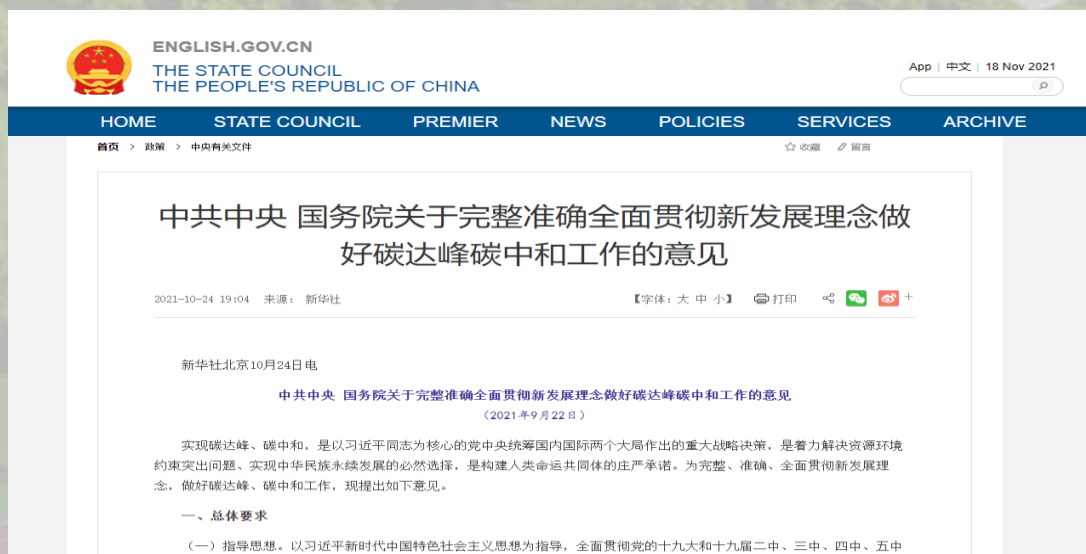 ENGLISH.GOV.CN
THE STATE COUNCIL
THE PEOPLE'S REPUBLIC OF CHINA
App | 中文 | 18 Nov 2021
HOME STATE COUNCIL PREMIER NEWS POLICIES SERVICES ARCHIVE
首页 > 政策 > 中央有关文件
收藏 留言
中共中央 国务院关于完整准确全面贯彻新发展理念做
好碳达峰碳中和工作的意见
2021-10-24 19:04 来源： 新华社
【字体：大 中 小】 打印 +
新华社北京10月24日电
中共中央 国务院关于完整准确全面贯彻新发展理念做好碳达峰碳中和工作的意见
（2021年9月22日）
实现碳达峰、碳中和，是以习近平同志为核心的党中央统筹国内国际两个大局作出的重大战略决策，是着力解决资源环境
约束突出问题、实现中华民族永续发展的必然选择，是构建人类命运共同体的庄严承诺。为完整、准确、全面贯彻新发展理
念，做好碳达峰、碳中和工作，现提出如下意见。
一、总体要求
（一）指导思想。以习近平新时代中国特色社会主义思想为指导，全面贯彻党的十九大和十九届二中、三中、四中、五中